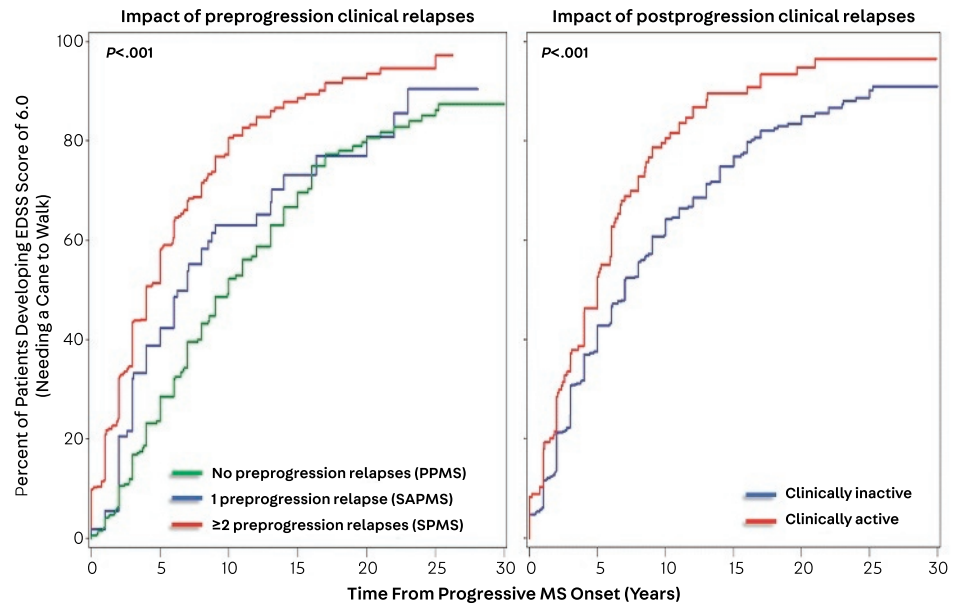 Impact of preprogression clinical relapses
Impact of postprogression clinical relapses
Percent of Patients Developing EDSS Score of 6.0
(Needing a Cane to Walk)
100
80
60
40
20
0
P<.001
No preprogression relapses (PPMS)
1 preprogression relapse (SAPMS)
≥2 preprogression relapses (SPMS)
0 5 10 15 20 25 30
P<.001
Clinically inactive
Clinically active
0 5 10 15 20 25 30
Time From Progressive MS Onset (Years)